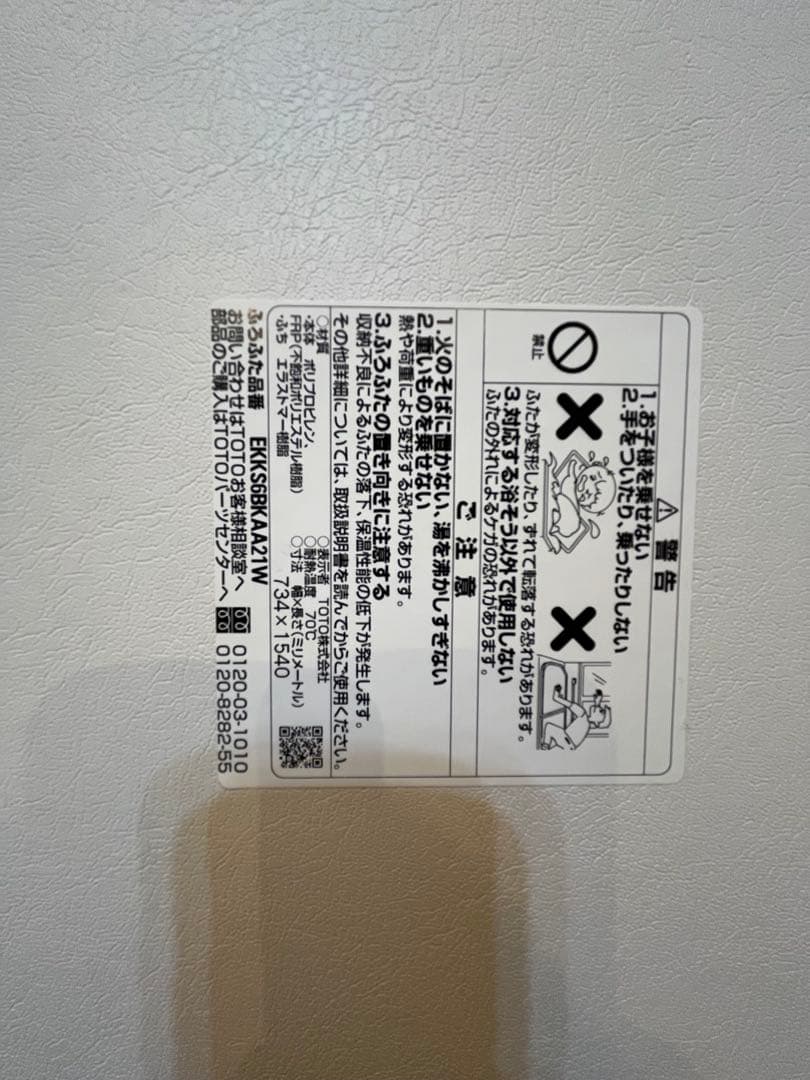 警告
禁止
1.お子様を乗せない
2.手をついたり、乗ったりしない
ふたが変形したり、ずれて転落する恐れがあります。
3.対応する浴そう以外で使用しない
ふたの外れによるケガの恐れがあります。
ご注意
1.火のそばに置かない、湯を沸かしすぎない
2.重いものを乗せない
熱や荷重により変形する恐れがあります。
3.ふろふたの置き向きに注意する
収納不良によるふたの落下、保温性能の低下が発生します。
その他詳細については、取扱説明書を読んでからご使用ください。
○材質
・本体 ポリプロピレン、
FRP(不飽和ポリエステル樹脂)
・ふち エラストマー樹脂
○表示者 TOTO株式会社
○耐熱温度 70℃
○寸法 幅×長さ(ミリメートル)
734×1540
ふろふた品番 EKKS6BKAA21W
お問い合わせはTOTOお客様相談室へ 0120-03-1010
部品のご購入はTOTOパーツセンターへ 0120-8282-55